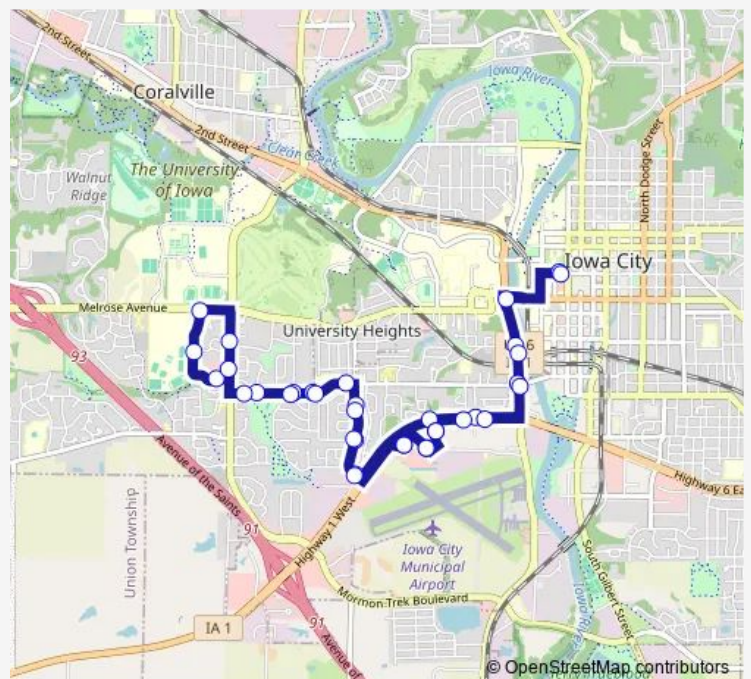 2nd Street
Coralville
Iowa River
2nd Street
Clear Creek
North Dodge Street
Walnut
Ridge
The University
of Iowa
Iowa City
Melrose Avenue
University Heights
6
93
Avenue of the Saints
Highway 6 Ea
Union Township
91
Highway 1 West
Iowa City
Municipal
Airport
South Gilbert Street
Iowa River
Mormon Trek Boulevard
IA 1
91
Avenue of
© OpenStreetMap contributors